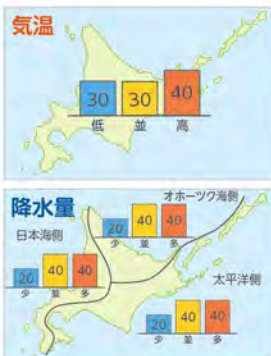 気温
30 30 40
低 並 高
降水量
オホーツク海側
20 40 40
少 並 多
日本海側
20 40 40
少 並 多
太平洋側
20 40 40
少 並 多